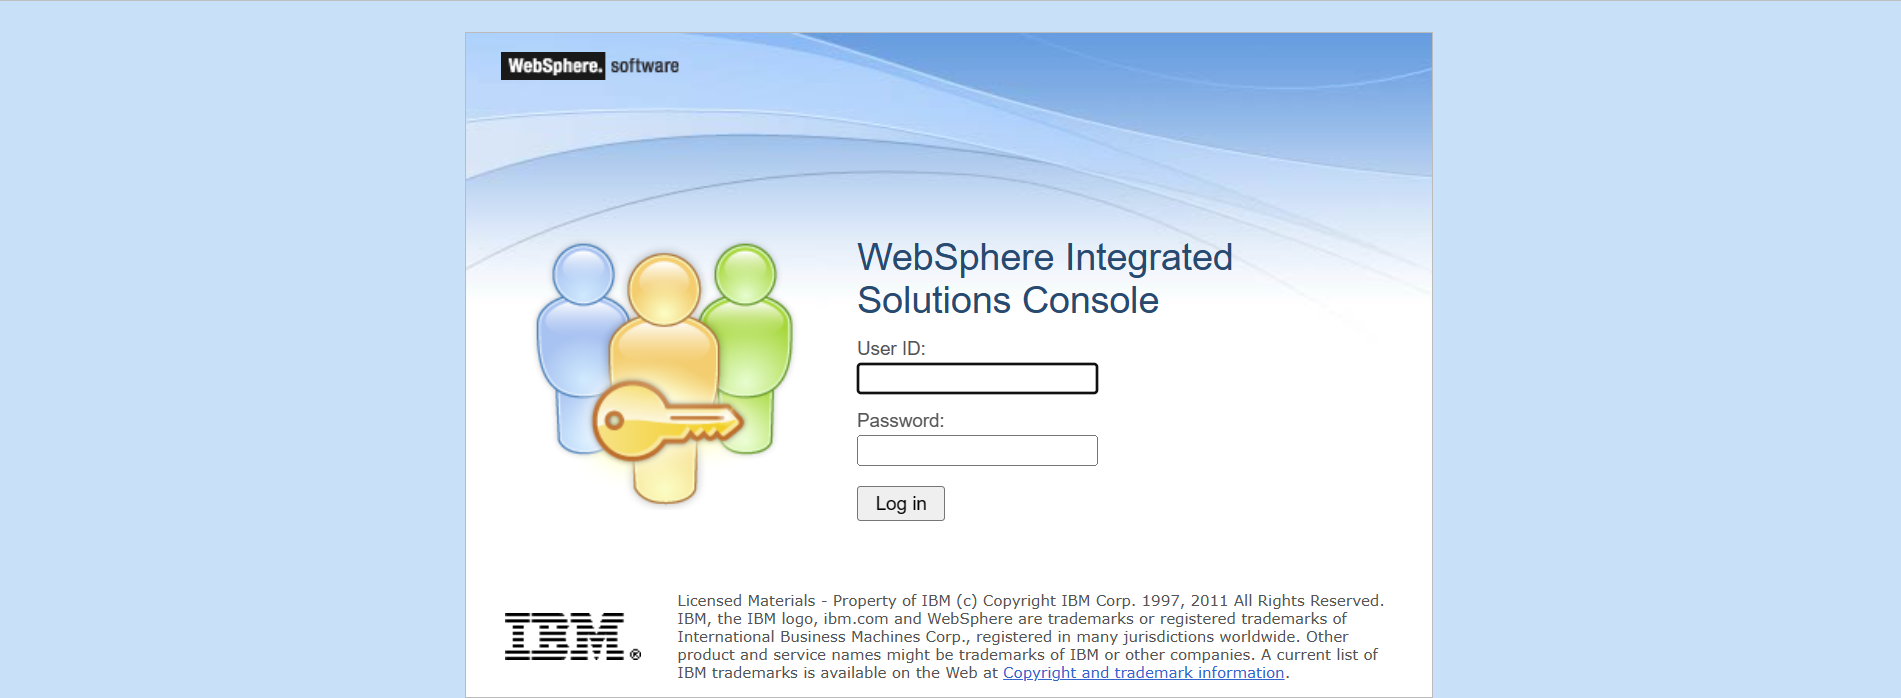 WebSphere. software
WebSphere Integrated
Solutions Console
User ID:
Password:
Log in
IBM®
Licensed Materials - Property of IBM (c) Copyright IBM Corp. 1997, 2011 All Rights Reserved.
IBM, the IBM logo, ibm.com and WebSphere are trademarks or registered trademarks of
International Business Machines Corp., registered in many jurisdictions worldwide. Other
product and service names might be trademarks of IBM or other companies. A current list of
IBM trademarks is available on the Web at Copyright and trademark information.